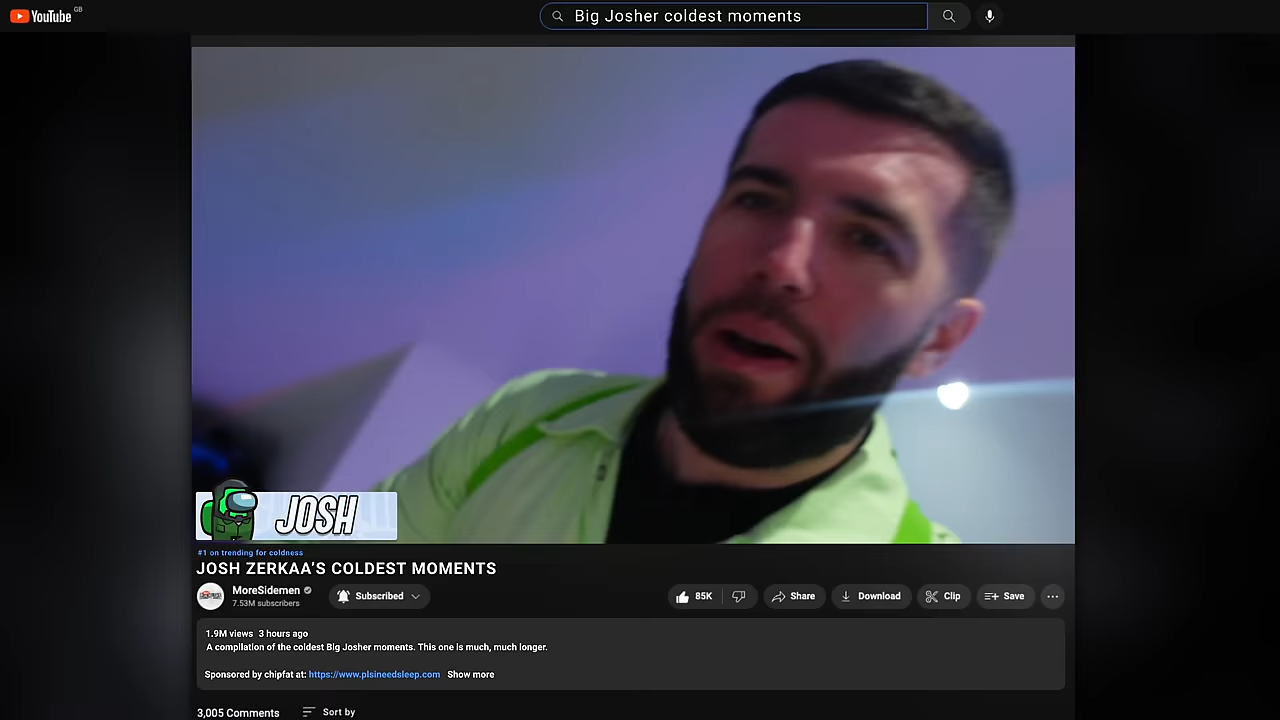 YouTube GB
Big Josher coldest moments
JOSH
#1 on trending for coldness
JOSH ZERKAA'S COLDEST MOMENTS
MoreSidemen
7.53M subscribers
Subscribed
85K
Share
Download
Clip
Save
1.9M views 3 hours ago
A compilation of the coldest Big Josher moments. This one is much, much longer.
Sponsored by chipfat at: https://www.plsineedsleep.com Show more
3,005 Comments
Sort by